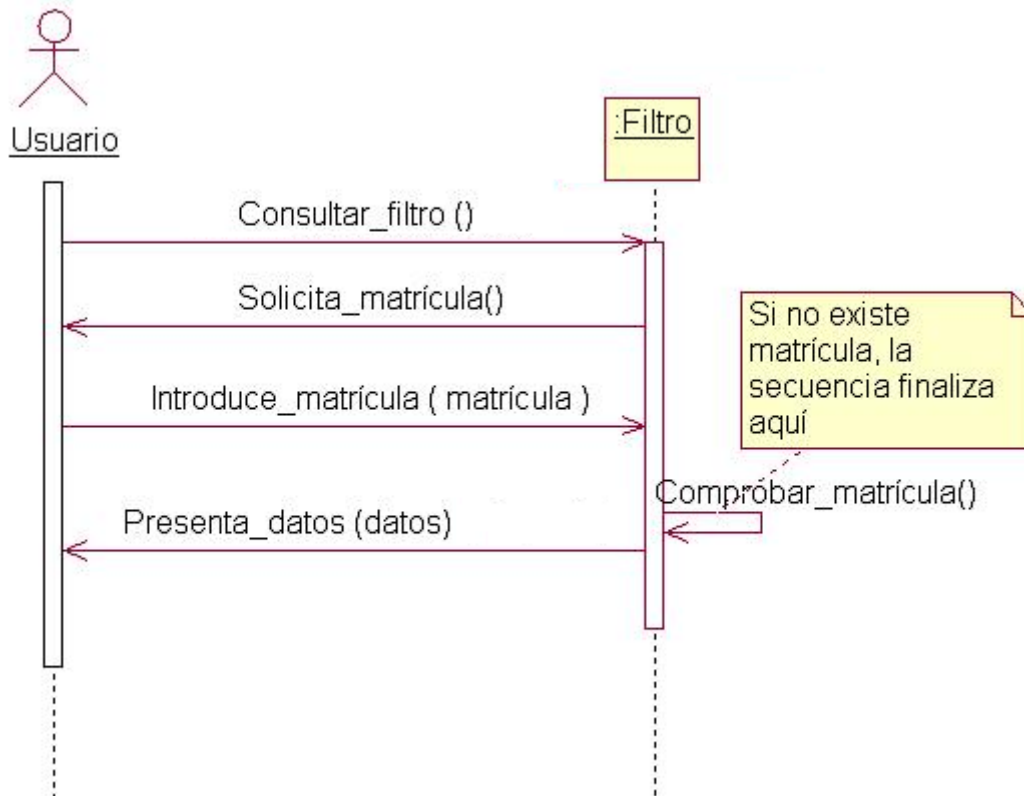 Usuario
:Filtro
Consultar_filtro ()
Solicita_matrícula()
Si no existe
matrícula, la
secuencia finaliza
aquí
Introduce_matrícula ( matrícula )
Comprobar_matrícula()
Presenta_datos (datos)